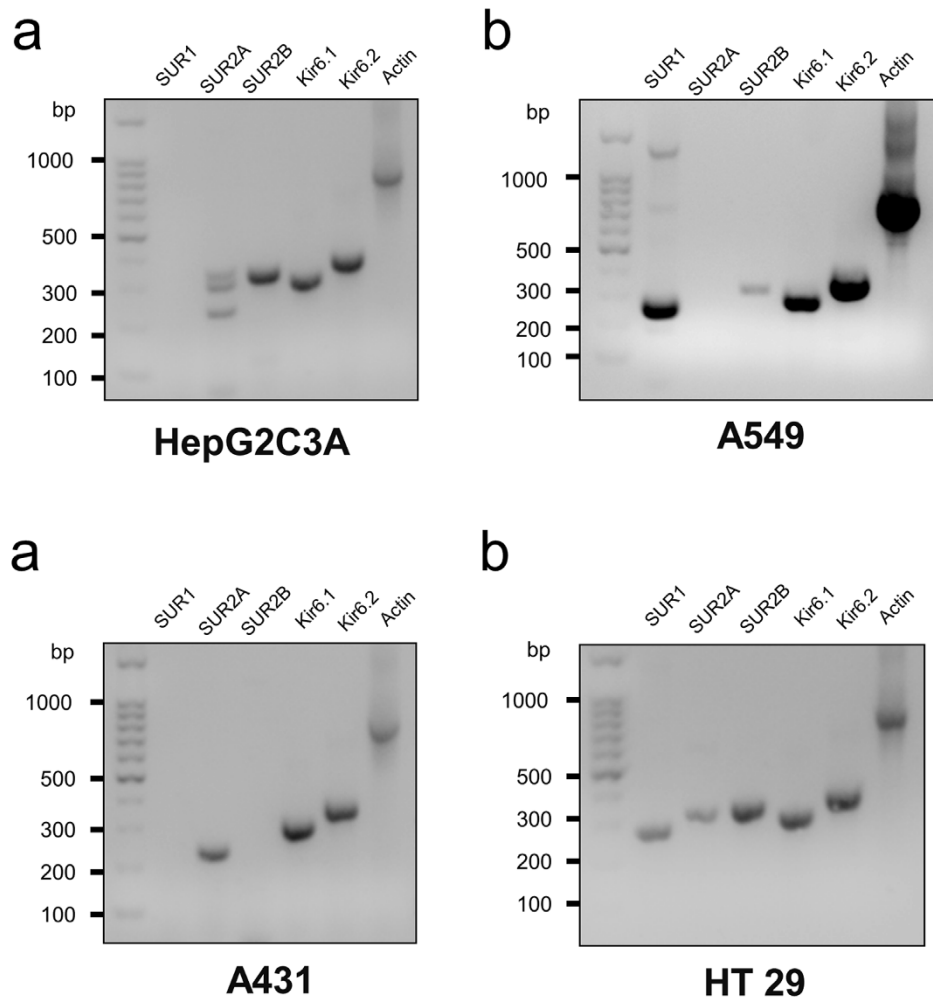 a
SUR1 SUR2A SUR2B Kir6.1 Kir6.2 Actin
bp
1000
500
300
200
100
HepG2C3A
b
SUR1 SUR2A SUR2B Kir6.1 Kir6.2 Actin
bp
1000
500
300
200
100
A549
a
SUR1 SUR2A SUR2B Kir6.1 Kir6.2 Actin
bp
1000
500
300
200
100
A431
b
SUR1 SUR2A SUR2B Kir6.1 Kir6.2 Actin
bp
1000
500
300
200
100
HT 29